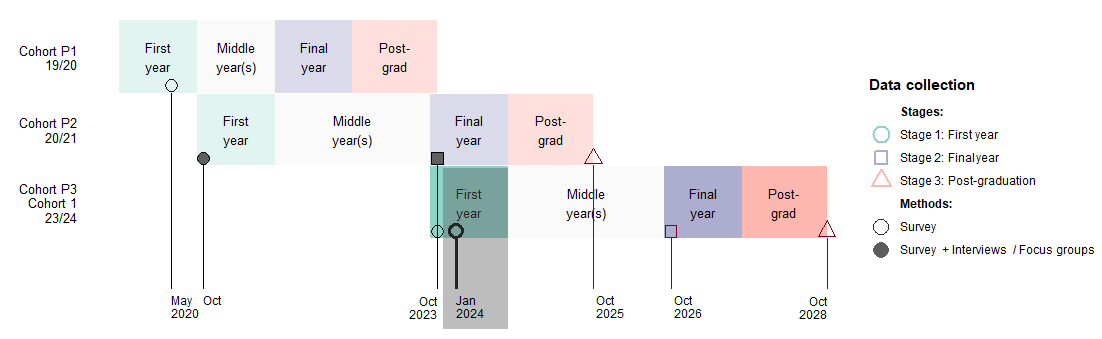 Cohort P1
19/20
First
year
Middle
year(s)
Final
year
Post-
grad
Cohort P2
20/21
First
year
Middle
year(s)
Final
year
Post-
grad
Cohort P3
Cohort 1
23/24
First
year
Middle
year(s)
Final
year
Post-
grad
May
2020
Oct
Oct
2023
Jan
2024
Oct
2025
Oct
2026
Oct
2028
Data collection
Stages:
Stage 1: First year
Stage 2: Final year
Stage 3: Post-graduation
Methods:
Survey
Survey + Interviews / Focus groups